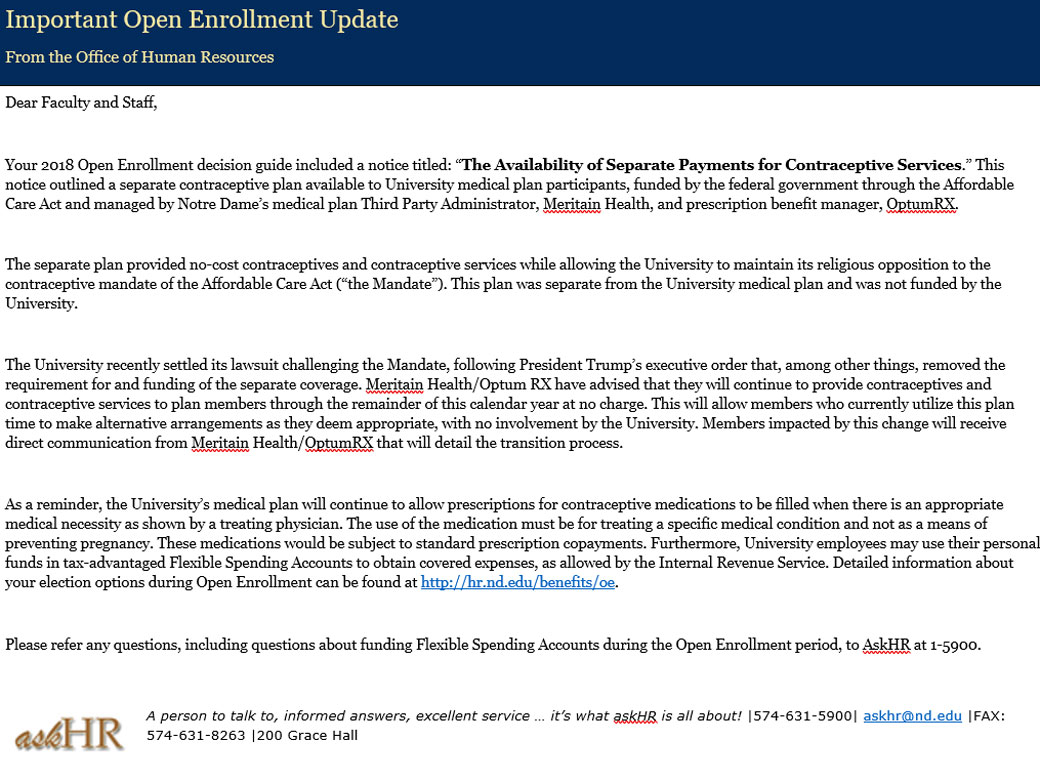 Important Open Enrollment Update
From the Office of Human Resources
Dear Faculty and Staff,
Your 2018 Open Enrollment decision guide included a notice titled: “The Availability of Separate Payments for Contraceptive Services.” This
notice outlined a separate contraceptive plan available to University medical plan participants, funded by the federal government through the Affordable
Care Act and managed by Notre Dame’s medical plan Third Party Administrator, Meritain Health, and prescription benefit manager, OptumRX.
The separate plan provided no-cost contraceptives and contraceptive services while allowing the University to maintain its religious opposition to the
contraceptive mandate of the Affordable Care Act (“the Mandate”). This plan was separate from the University medical plan and was not funded by the
University.
The University recently settled its lawsuit challenging the Mandate, following President Trump’s executive order that, among other things, removed the
requirement for and funding of the separate coverage. Meritain Health/Optum RX have advised that they will continue to provide contraceptives and
contraceptive services to plan members through the remainder of this calendar year at no charge. This will allow members who currently utilize this plan
time to make alternative arrangements as they deem appropriate, with no involvement by the University. Members impacted by this change will receive
direct communication from Meritain Health/OptumRX that will detail the transition process.
As a reminder, the University’s medical plan will continue to allow prescriptions for contraceptive medications to be filled when there is an appropriate
medical necessity as shown by a treating physician. The use of the medication must be for treating a specific medical condition and not as a means of
preventing pregnancy. These medications would be subject to standard prescription copayments. Furthermore, University employees may use their personal
funds in tax-advantaged Flexible Spending Accounts to obtain covered expenses, as allowed by the Internal Revenue Service. Detailed information about
your election options during Open Enrollment can be found at http://hr.nd.edu/benefits/oe.
Please refer any questions, including questions about funding Flexible Spending Accounts during the Open Enrollment period, to AskHR at 1-5900.
askHR
A person to talk to, informed answers, excellent service … it’s what askHR is all about! |574-631-5900| askhr@nd.edu |FAX:
574-631-8263 |200 Grace Hall